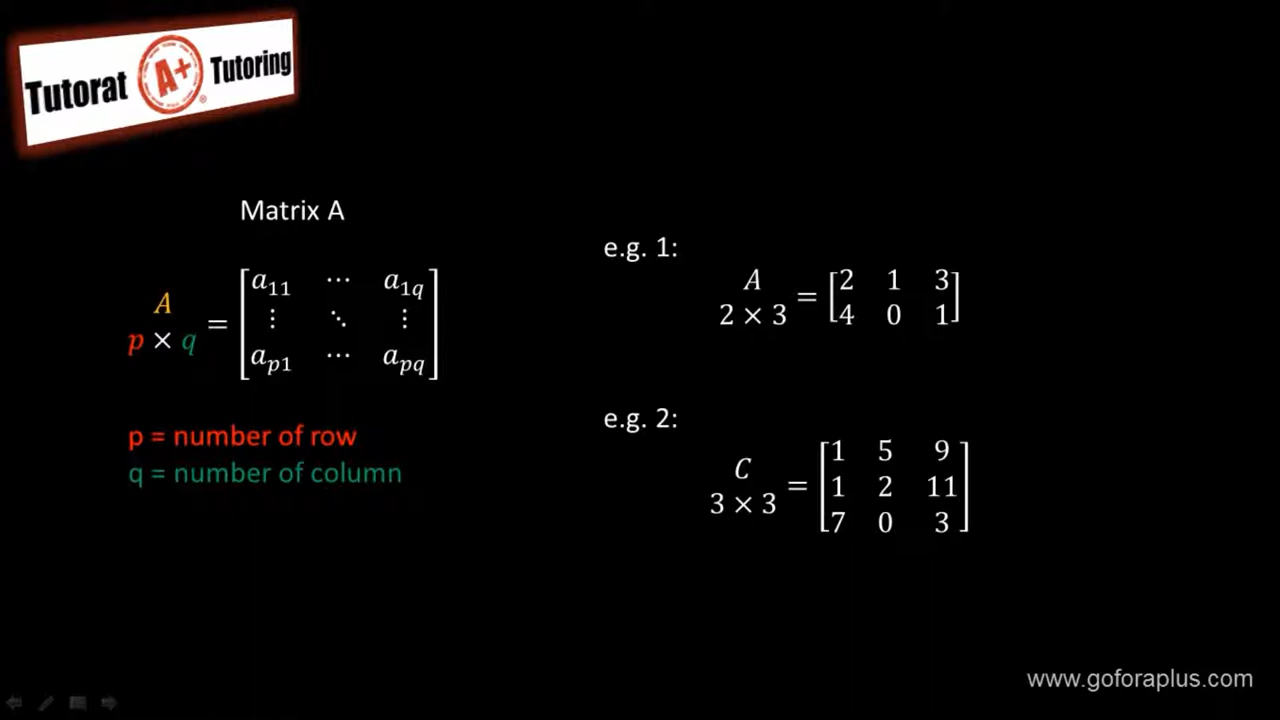 Tutorat A+ Tutoring
Matrix A
A
p × q = [a11 ⋯ a1q
⋮ ⋱ ⋮
ap1 ⋯ apq]
p = number of row
q = number of column
e.g. 1:
A
2 × 3 = [2 1 3
4 0 1]
e.g. 2:
C
3 × 3 = [1 5 9
1 2 11
7 0 3]
www.goforaplus.com